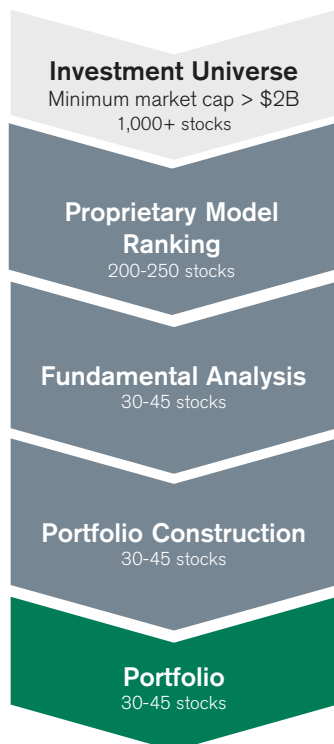 Investment Universe
Minimum market cap > $2B
1,000+ stocks
Proprietary Model
Ranking
200-250 stocks
Fundamental Analysis
30-45 stocks
Portfolio Construction
30-45 stocks
Portfolio
30-45 stocks